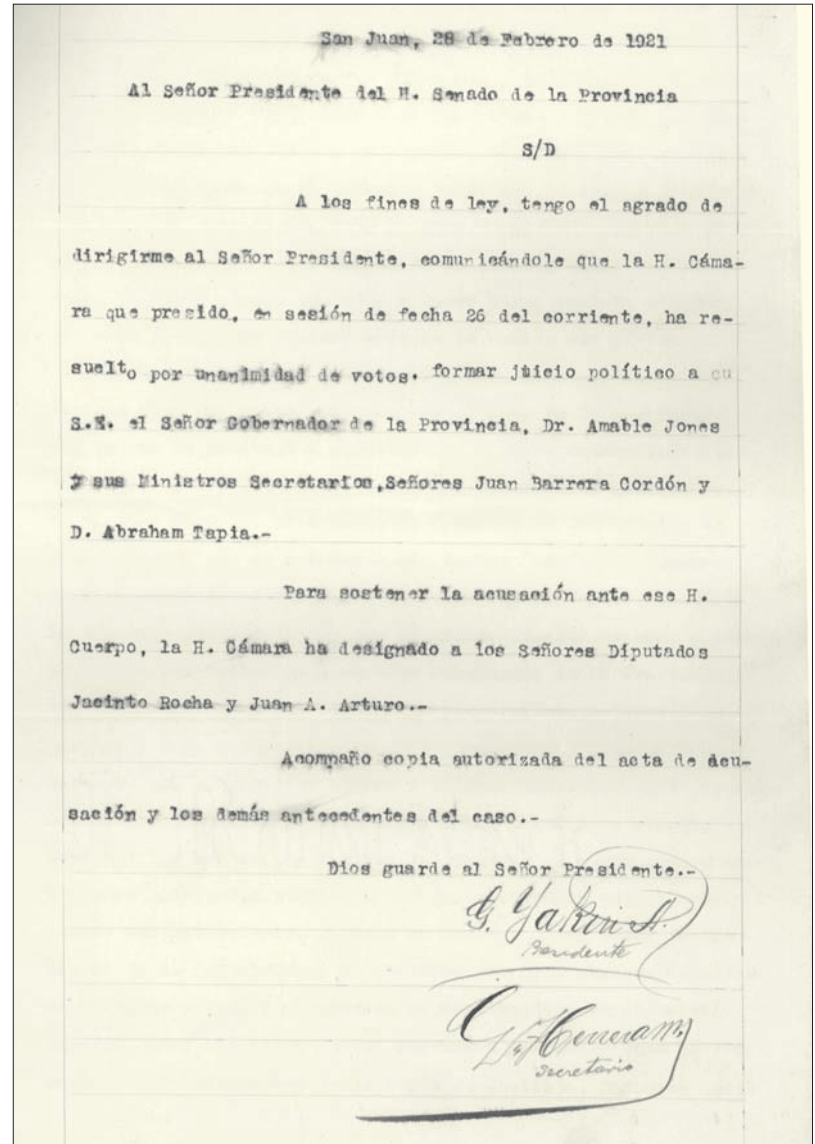 San Juan, 28 de Febrero de 1921
Al Señor Presidente del H. Senado de la Provincia
S/D
A los fines de ley, tengo el agrado de
dirigirme al Señor Presidente, comunicándole que la H. Cáma-
ra que presido, en sesión de fecha 26 del corriente, ha re-
suelto por unanimidad de votos. formar juicio político a
S.E. el Señor Gobernador de la Provincia, Dr. Amable Jones
y sus Ministros Secretarios,Señores Juan Barrera Cordón y
D. Abraham Tapia.-
Para sostener la acusación ante ese H.
Cuerpo, la H. Cámara ha designado a los Señores Diputados
Jacinto Rocha y Juan A. Arturo.-
Acompaño copia autorizada del acta de acu-
sación y los demás antecedentes del caso.-
Dios guarde al Señor Presidente.-
G.
Presidente
Herrera
Secretario